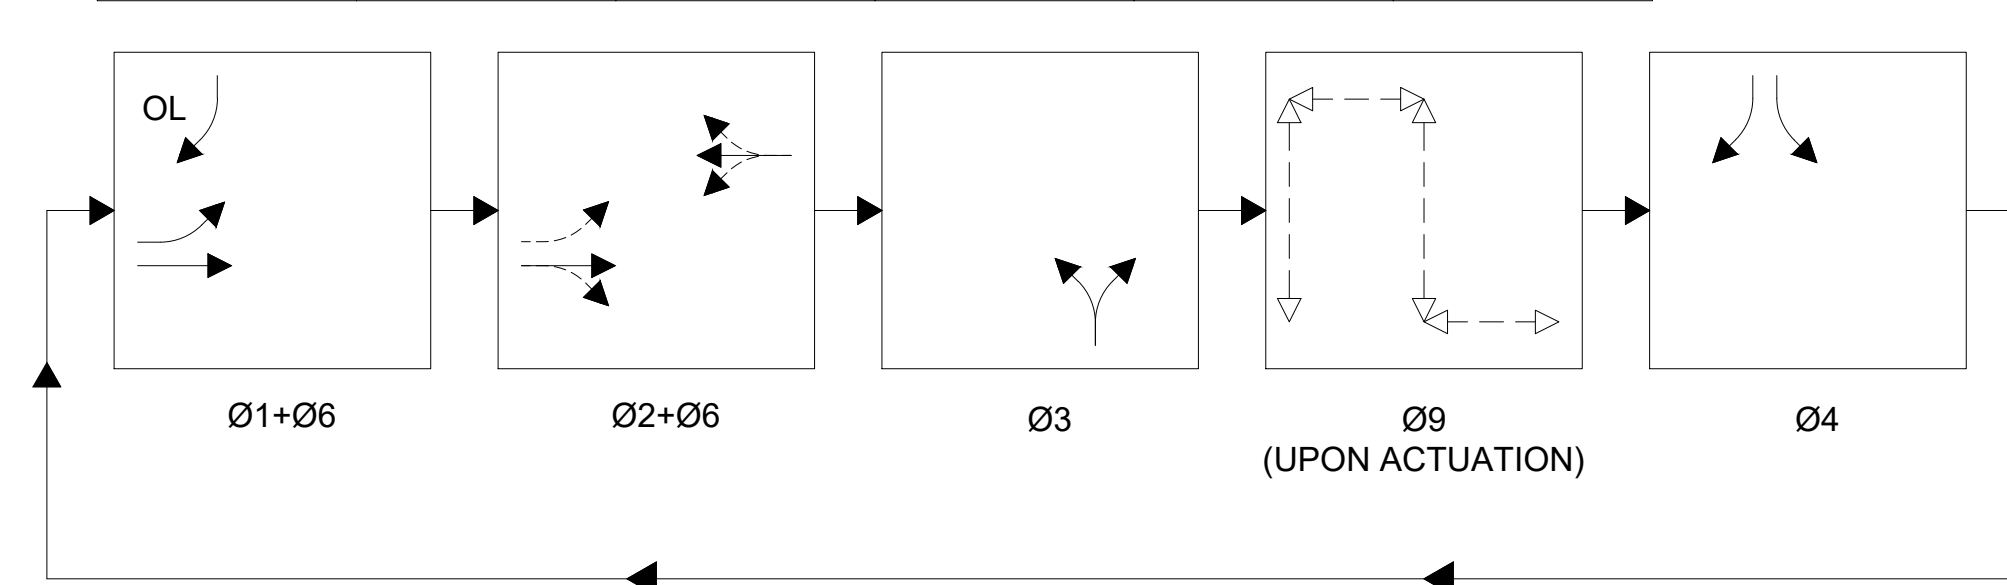 OL
Ø1+Ø6
Ø2+Ø6
Ø3
Ø9
(UPON ACTUATION)
Ø4